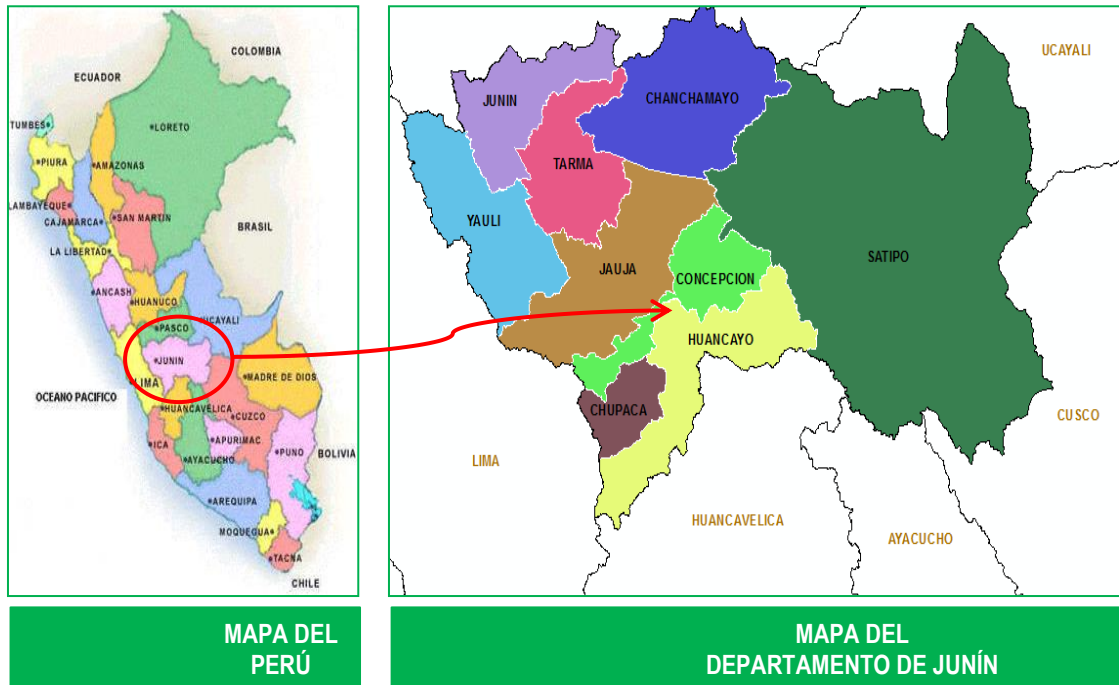 COLOMBIA
ECUADOR
TUMBES
LORETO
PIURA
AMAZONAS
LAMBAYEQUE
SAN MARTIN
CAJAMARCA
BRASIL
LA LIBERTAD
ANCASH
HUANUCO
UCAYALI
PASCO
JUNIN
LIMA
MADRE DE DIOS
OCEANO PACIFICO
HUANCAVELICA
CUZCO
ICA
APURIMAC
AYACUCHO
PUNO
BOLIVIA
AREQUIPA
MOQUEGUA
TACNA
CHILE
MAPA DEL
PERÚ
UCAYALI
JUNIN
CHANCHAMAYO
TARMA
YAULI
SATIPO
JAUJA
CONCEPCION
HUANCAYO
CHUPACA
CUSCO
LIMA
HUANCAVELICA
AYACUCHO
MAPA DEL
DEPARTAMENTO DE JUNÍN